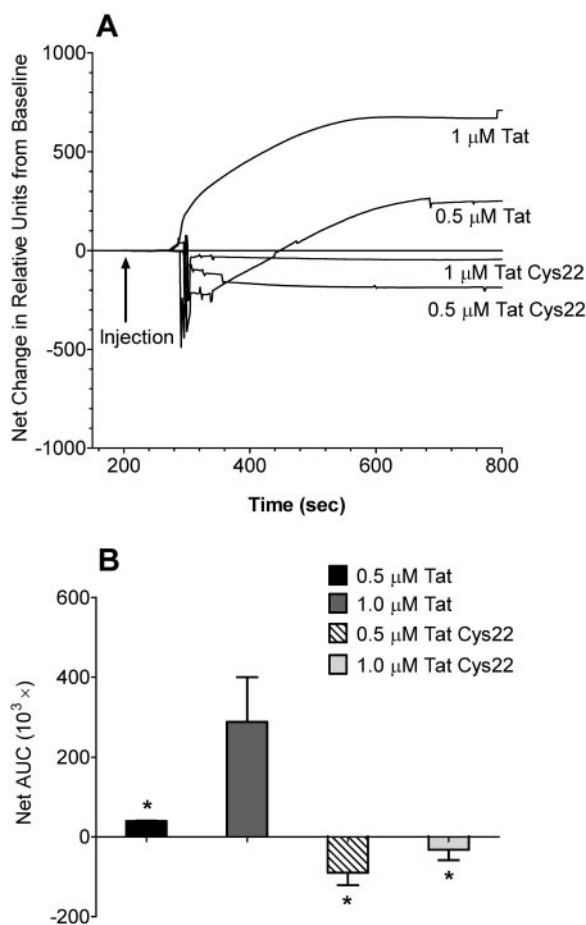 A
Net Change in Relative Units from Baseline
1000
500
0
-500
-1000
1 μM Tat
0.5 μM Tat
1 μM Tat Cys22
0.5 μM Tat Cys22
Injection
200
400
600
800
Time (sec)
B
0.5 μM Tat
1.0 μM Tat
0.5 μM Tat Cys22
1.0 μM Tat Cys22
Net AUC (10³ ×)
600
400
200
0
-200
*
*
*